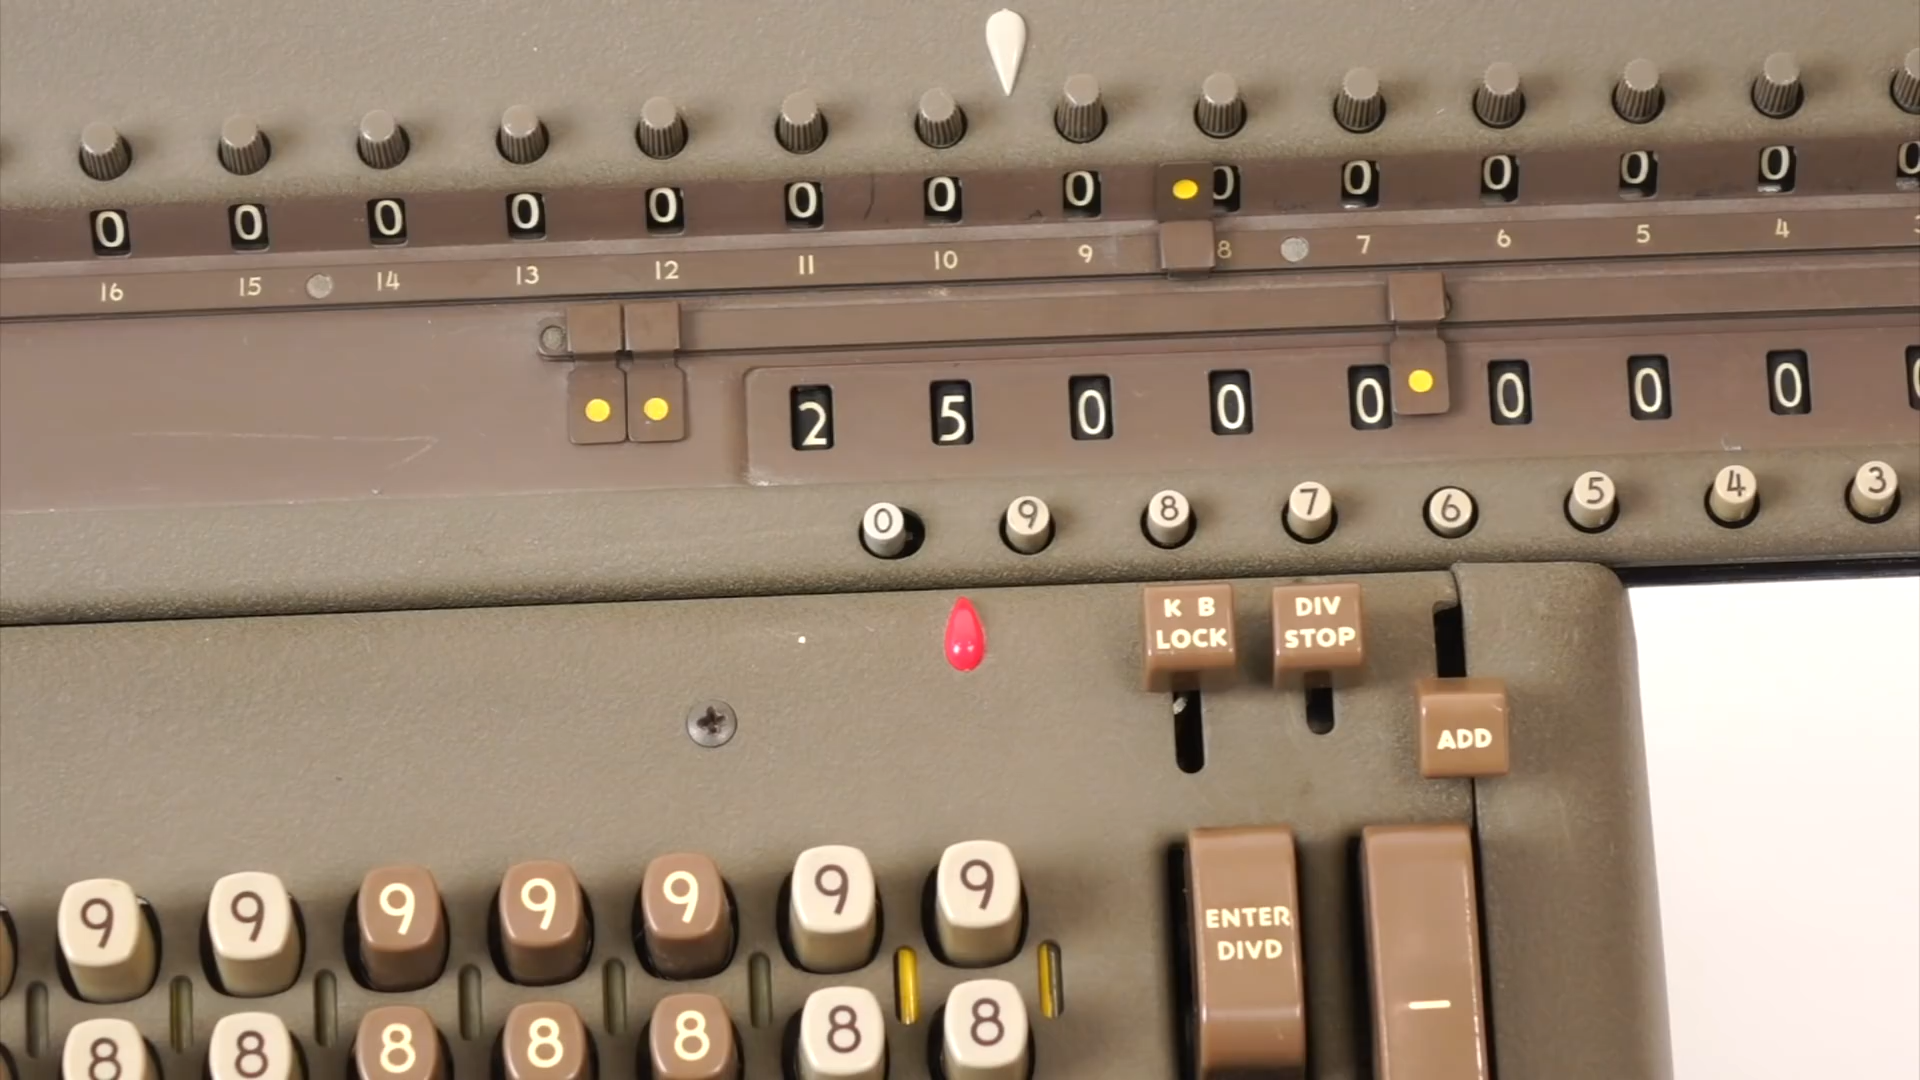 0 0 0 0 0 0 0 0 0 0 0 0 0 0
16 15 14 13 12 11 10 9 8 7 6 5 4
2 5 0 0 0 0 0 0
0 9 8 7 6 5 4 3
K B
LOCK
DIV
STOP
ADD
9 9 9 9 9 9 9
ENTER
DIVD
—
8 8 8 8 8 8 8